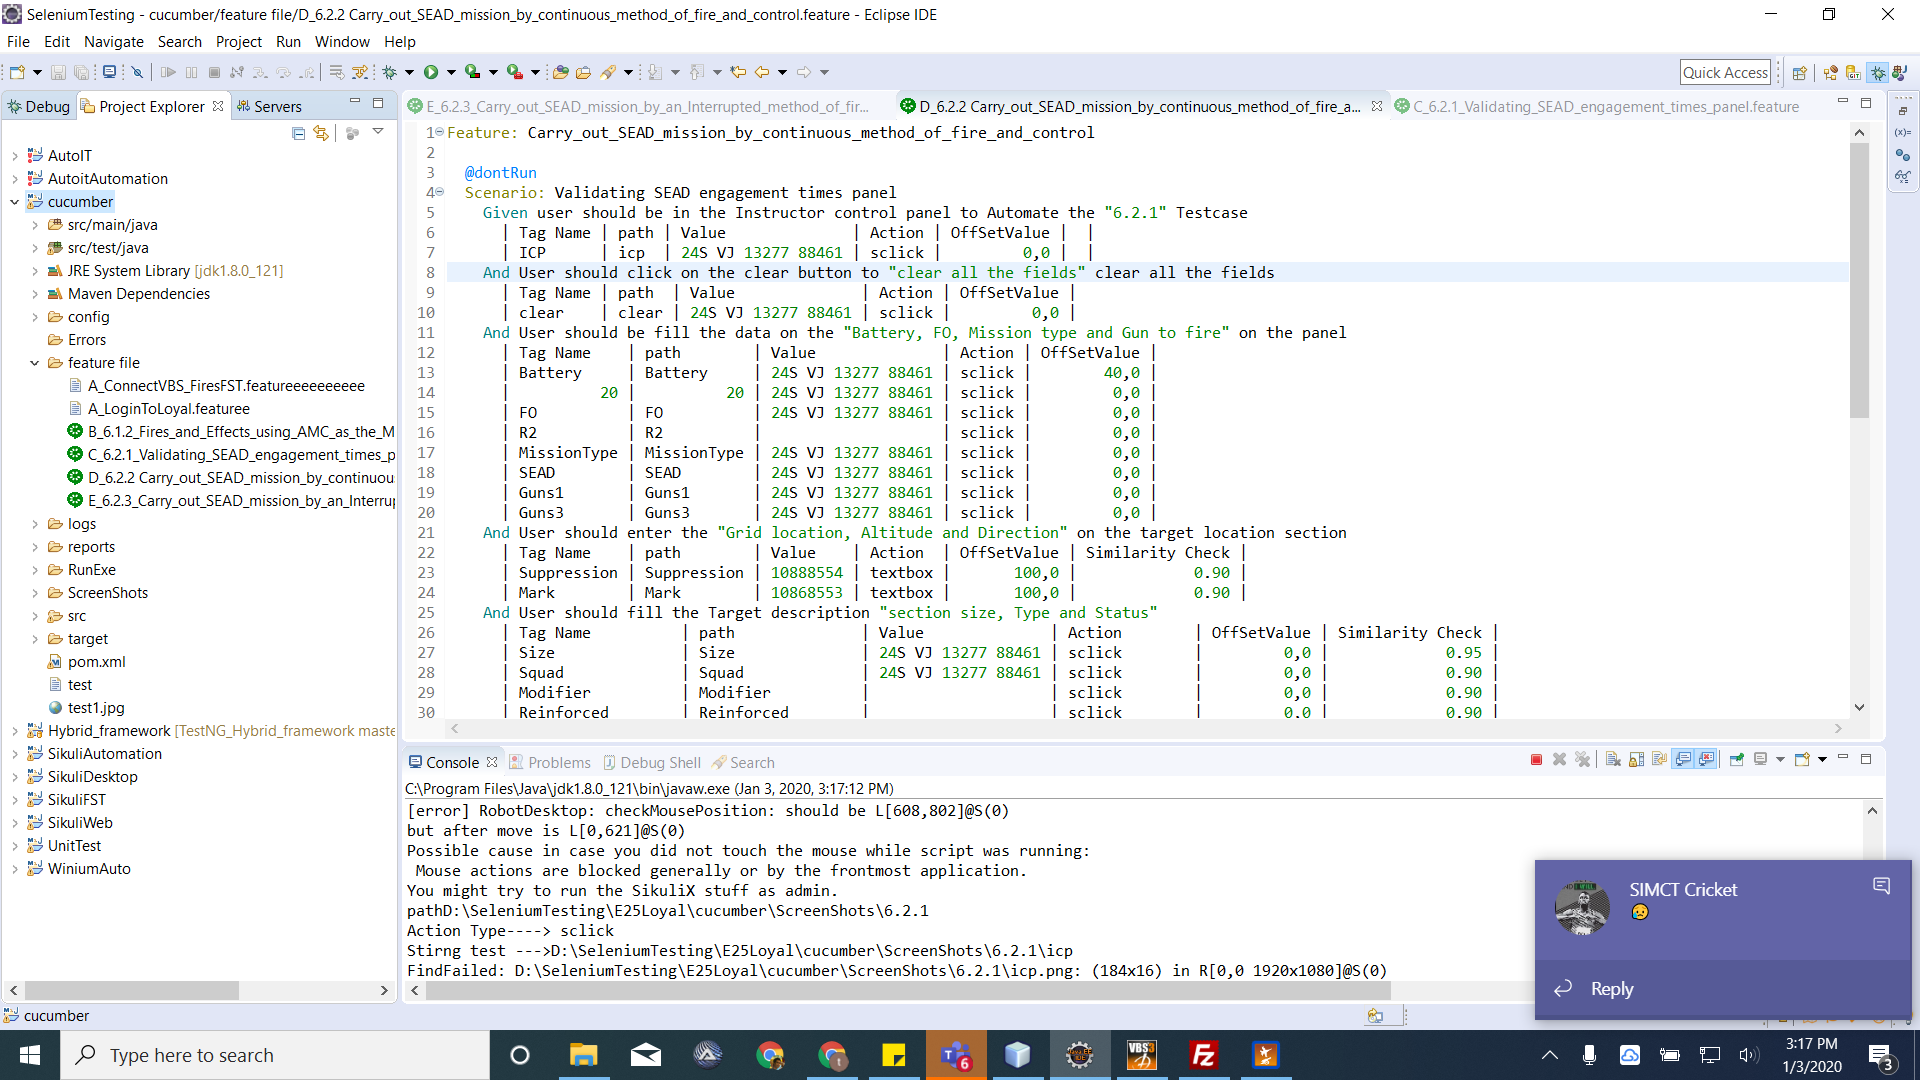 SeleniumTesting - cucumber/feature file/D_6.2.2 Carry_out_SEAD_mission_by_continuous_method_of_fire_and_control.feature - Eclipse IDE
File Edit Navigate Search Project Run Window Help
Quick Access
Debug Project Explorer Servers
E_6.2.3_Carry_out_SEAD_mission_by_an_Interrupted_method_of_fir... D_6.2.2 Carry_out_SEAD_mission_by_continuous_method_of_fire_a... C_6.2.1_Validating_SEAD_engagement_times_panel.feature
AutoIT
AutoitAutomation
cucumber
src/main/java
src/test/java
JRE System Library [jdk1.8.0_121]
Maven Dependencies
config
Errors
feature file
A_ConnectVBS_FiresFST.featureeeeeeeeee
A_LoginToLoyal.featuree
B_6.1.2_Fires_and_Effects_using_AMC_as_the_M
C_6.2.1_Validating_SEAD_engagement_times_p
D_6.2.2 Carry_out_SEAD_mission_by_continuou
E_6.2.3_Carry_out_SEAD_mission_by_an_Interrup
logs
reports
RunExe
ScreenShots
src
target
pom.xml
test
test1.jpg
Hybrid_framework [TestNG_Hybrid_framework maste
SikuliAutomation
SikuliDesktop
SikuliFST
SikuliWeb
UnitTest
WiniumAuto
1 Feature: Carry_out_SEAD_mission_by_continuous_method_of_fire_and_control
2
3 @dontRun
4 Scenario: Validating SEAD engagement times panel
5 Given user should be in the Instructor control panel to Automate the "6.2.1" Testcase
6 | Tag Name | path | Value | Action | OffSetValue | |
7 | ICP | icp | 24S VJ 13277 88461 | sclick | 0,0 | |
8 And User should click on the clear button to "clear all the fields" clear all the fields
9 | Tag Name | path | Value | Action | OffSetValue |
10 | clear | clear | 24S VJ 13277 88461 | sclick | 0,0 |
11 And User should be fill the data on the "Battery, FO, Mission type and Gun to fire" on the panel
12 | Tag Name | path | Value | Action | OffSetValue |
13 | Battery | Battery | 24S VJ 13277 88461 | sclick | 40,0 |
14 | 20 | 20 | 24S VJ 13277 88461 | sclick | 0,0 |
15 | FO | FO | 24S VJ 13277 88461 | sclick | 0,0 |
16 | R2 | R2 | | sclick | 0,0 |
17 | MissionType | MissionType | 24S VJ 13277 88461 | sclick | 0,0 |
18 | SEAD | SEAD | 24S VJ 13277 88461 | sclick | 0,0 |
19 | Guns1 | Guns1 | 24S VJ 13277 88461 | sclick | 0,0 |
20 | Guns3 | Guns3 | 24S VJ 13277 88461 | sclick | 0,0 |
21 And User should enter the "Grid location, Altitude and Direction" on the target location section
22 | Tag Name | path | Value | Action | OffSetValue | Similarity Check |
23 | Suppression | Suppression | 10888554 | textbox | 100,0 | 0.90 |
24 | Mark | Mark | 10868553 | textbox | 100,0 | 0.90 |
25 And User should fill the Target description "section size, Type and Status"
26 | Tag Name | path | Value | Action | OffSetValue | Similarity Check |
27 | Size | Size | 24S VJ 13277 88461 | sclick | 0,0 | 0.95 |
28 | Squad | Squad | 24S VJ 13277 88461 | sclick | 0,0 | 0.90 |
29 | Modifier | Modifier | | sclick | 0,0 | 0.90 |
30 | Reinforced | Reinforced | | sclick | 0,0 | 0.90 |
Console Problems Debug Shell Search
C:\Program Files\Java\jdk1.8.0_121\bin\javaw.exe (Jan 3, 2020, 3:17:12 PM)
[error] RobotDesktop: checkMousePosition: should be L[608,802]@S(0)
but after move is L[0,621]@S(0)
Possible cause in case you did not touch the mouse while script was running:
Mouse actions are blocked generally or by the frontmost application.
You might try to run the SikuliX stuff as admin.
pathD:\SeleniumTesting\E25Loyal\cucumber\ScreenShots\6.2.1
Action Type----> sclick
Stirng test --->D:\SeleniumTesting\E25Loyal\cucumber\ScreenShots\6.2.1\icp
FindFailed: D:\SeleniumTesting\E25Loyal\cucumber\ScreenShots\6.2.1\icp.png: (184x16) in R[0,0 1920x1080]@S(0)
SIMCT Cricket
Reply
cucumber
Type here to search
3:17 PM
1/3/2020
3